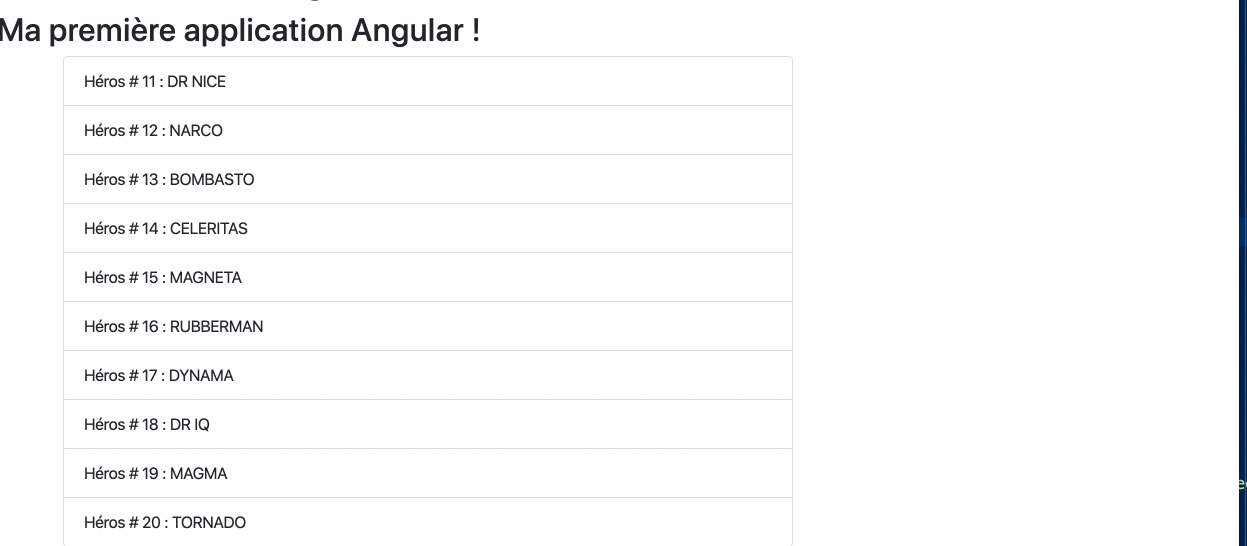 Ma première application Angular !
Héros # 11 : DR NICE
Héros # 12 : NARCO
Héros # 13 : BOMBASTO
Héros # 14 : CELERITAS
Héros # 15 : MAGNETA
Héros # 16 : RUBBERMAN
Héros # 17 : DYNAMA
Héros # 18 : DR IQ
Héros # 19 : MAGMA
Héros # 20 : TORNADO